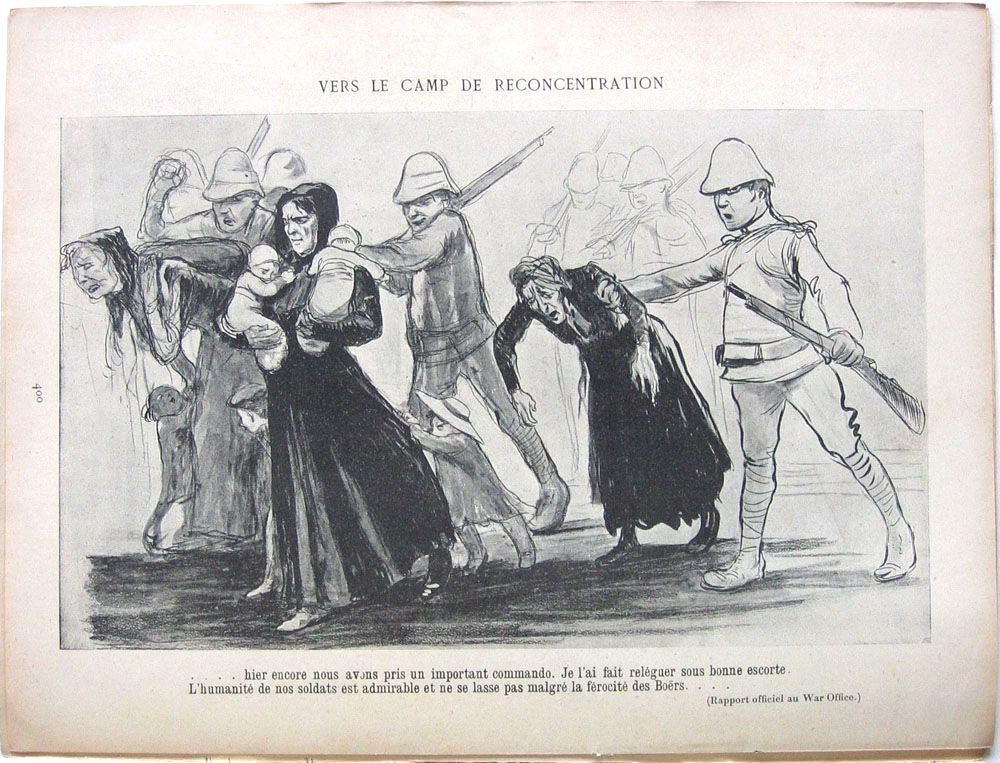 VERS LE CAMP DE RECONCENTRATION
400
. . . . hier encore nous avons pris un important commando. Je l'ai fait reléguer sous bonne escorte.
L'humanité de nos soldats est admirable et ne se lasse pas malgré la férocité des Boërs. . . .
(Rapport officiel au War Office.)